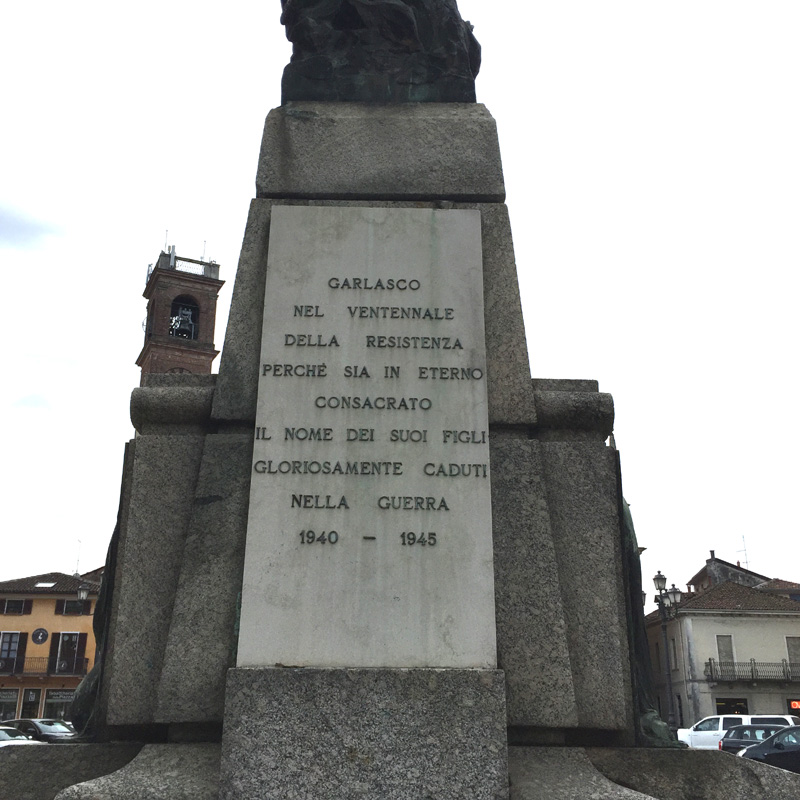 GARLASCO
NEL VENTENNALE
DELLA RESISTENZA
PERCHÉ SIA IN ETERNO
CONSACRATO
IL NOME DEI SUOI FIGLI
GLORIOSAMENTE CADUTI
NELLA GUERRA
1940 - 1945